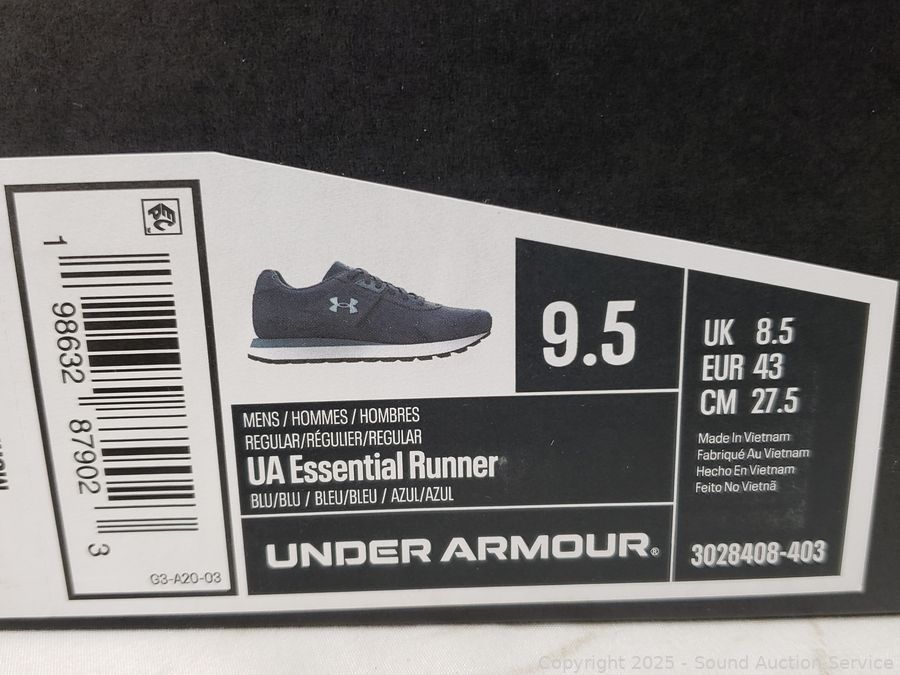 ECP
1 98632 87902 3
G3-A20-03
9.5
MENS / HOMMES / HOMBRES
REGULAR/RÉGULIER/REGULAR
UA Essential Runner
BLU/BLU / BLEU/BLEU / AZUL/AZUL
UNDER ARMOUR®
UK 8.5
EUR 43
CM 27.5
Made In Vietnam
Fabriqué Au Vietnam
Hecho En Vietnam
Feito No Vietnã
3028408-403
Copyright 2025 - Sound Auction Service